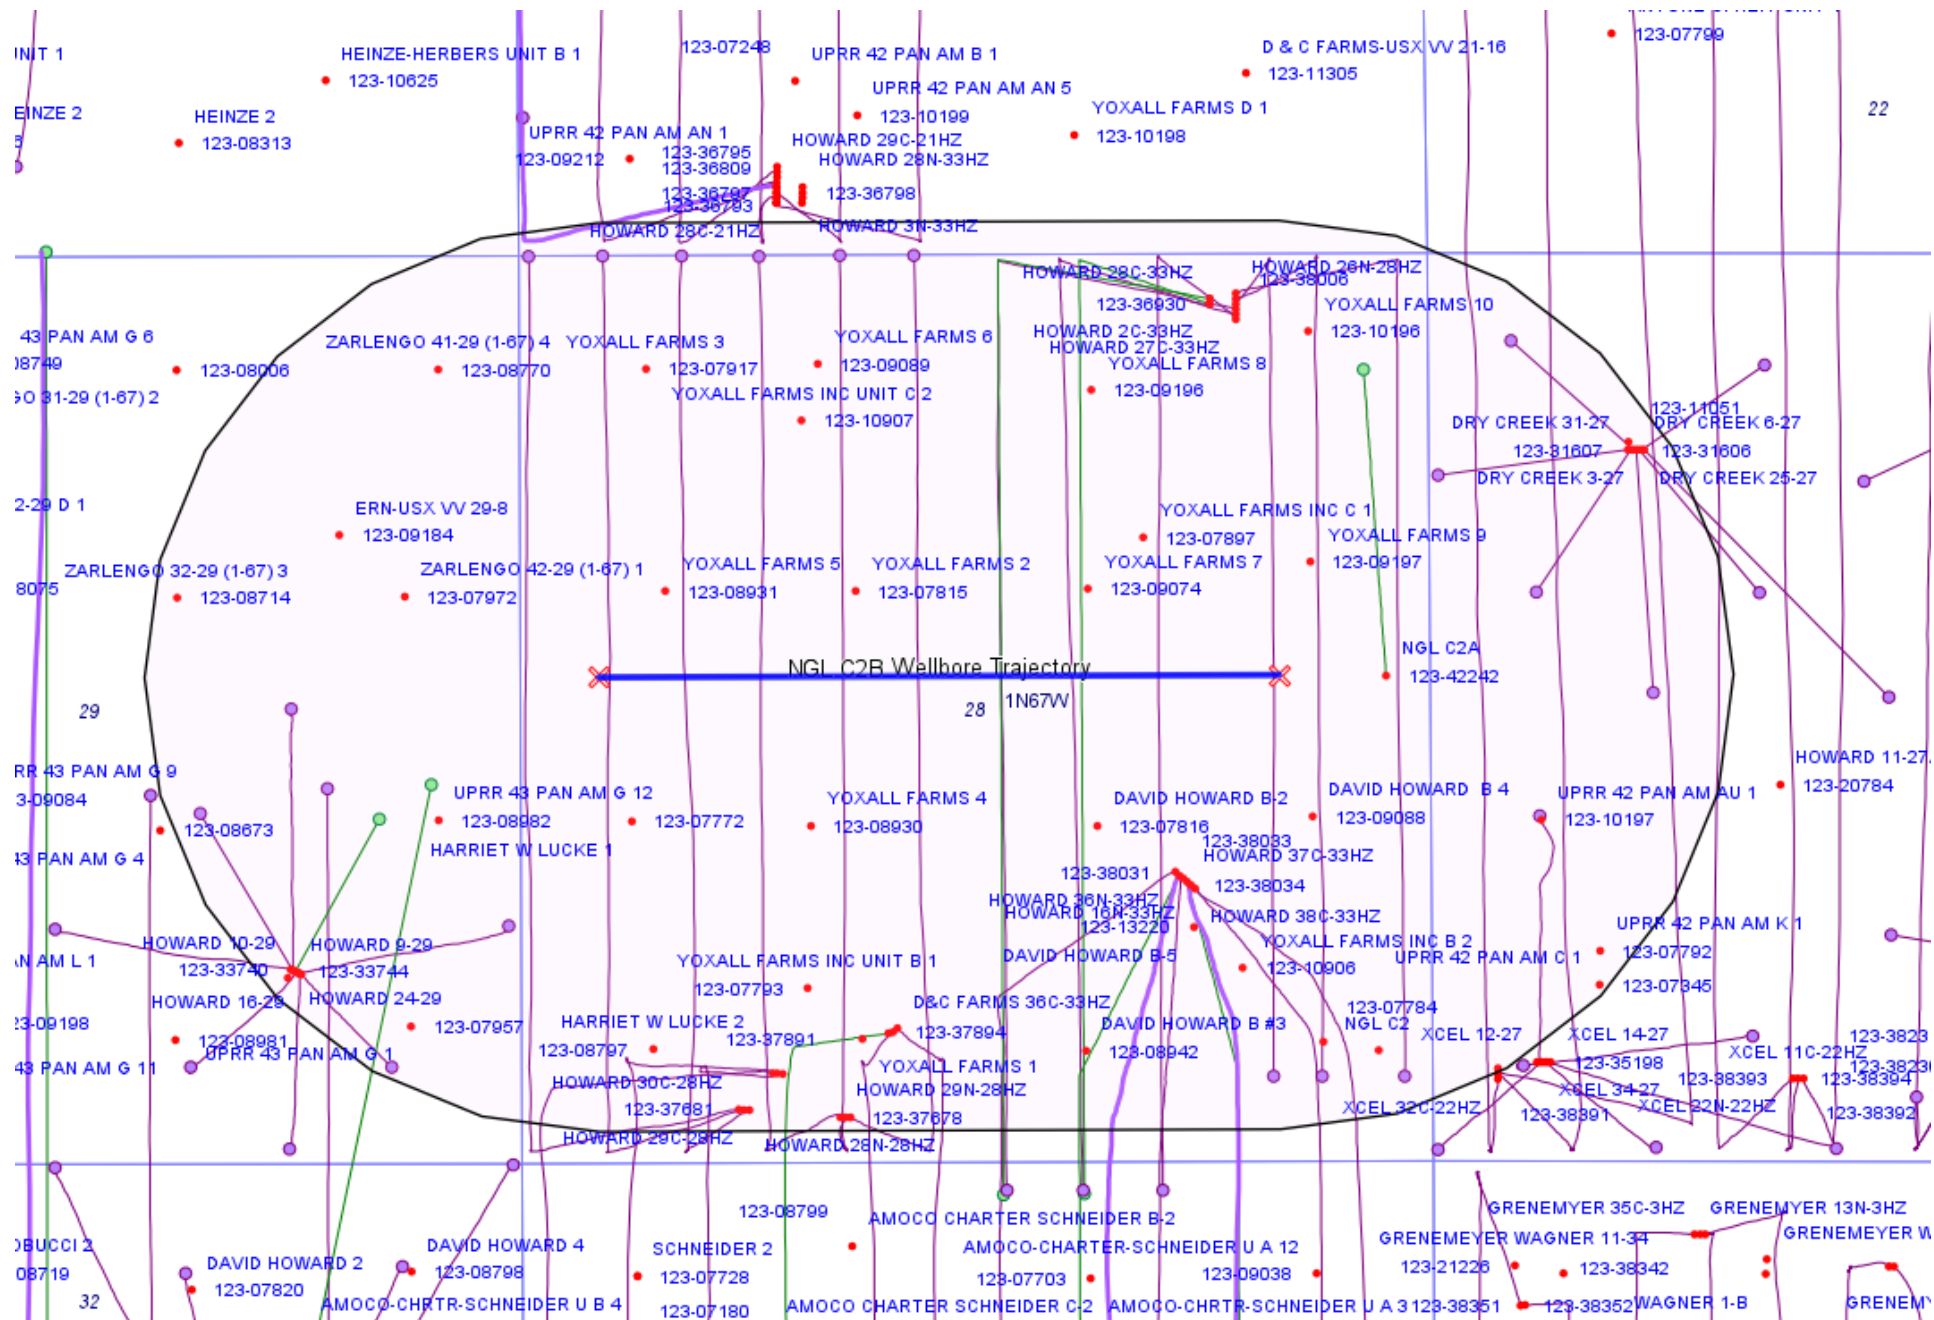 123-07799
123-07248
D & C FARMS-USX VV 21-16
INIT 1
HEINZE-HERBERS UNIT B 1
UPRR 42 PAN AM B 1
123-11305
123-10625
UPRR 42 PAN AM AN 5
YOXALL FARMS D 1
22
EINZE 2
HEINZE 2
123-10199
UPRR 42 PAN AM AN 1
123-10198
123-08313
HOWARD 29C-21HZ
123-09212
123-36795
HOWARD 28N-33HZ
123-36809
123-36797
123-36798
123-36793
HOWARD 28C-21HZ
HOWARD 3N-33HZ
HOWARD 28C-33HZ
HOWARD 26N-28HZ
123-38006
123-36930
YOXALL FARMS 10
43 PAN AM G 6
ZARLENGO 41-29 (1-67) 4
YOXALL FARMS 3
YOXALL FARMS 6
HOWARD 2C-33HZ
123-10196
HOWARD 27C-33HZ
08749
123-08006
123-08770
123-07917
123-09089
YOXALL FARMS 8
GO 31-29 (1-67) 2
YOXALL FARMS INC UNIT C 2
123-09196
123-10907
123-11051
DRY CREEK 31-27
DRY CREEK 6-27
123-31607
123-31606
DRY CREEK 3-27
DRY CREEK 25-27
2-29 D 1
ERN-USX VV 29-8
YOXALL FARMS INC C 1
123-09184
123-07897
YOXALL FARMS 9
ZARLENGO 32-29 (1-67) 3
ZARLENGO 42-29 (1-67) 1
YOXALL FARMS 5
YOXALL FARMS 2
YOXALL FARMS 7
123-09197
8075
123-08714
123-07972
123-08931
123-07815
123-09074
NGL C2B Wellbore Trajectory
NGL C2A
123-42242
29
28
1N67W
RR 43 PAN AM G 9
HOWARD 11-27
3-09084
UPRR 43 PAN AM G 12
YOXALL FARMS 4
DAVID HOWARD B-2
DAVID HOWARD B 4
UPRR 42 PAN AM AU 1
123-20784
123-08673
123-08982
123-07772
123-08930
123-07816
123-09088
123-10197
43 PAN AM G 4
HARRIET W LUCKE 1
123-38033
HOWARD 37C-33HZ
123-38031
123-38034
HOWARD 36N-33HZ
HOWARD 16N-33HZ
HOWARD 38C-33HZ
123-13220
UPRR 42 PAN AM K 1
AN AM L 1
HOWARD 10-29
HOWARD 9-29
YOXALL FARMS INC UNIT B 1
DAVID HOWARD B-5
YOXALL FARMS INC B 2
123-07792
123-33740
123-33744
123-10906
UPRR 42 PAN AM C 1
123-07345
HOWARD 16-29
HOWARD 24-29
123-07793
D&C FARMS 36C-33HZ
123-07784
23-09198
123-08981
123-07957
HARRIET W LUCKE 2
123-37891
123-37894
DAVID HOWARD B #3
NGL C2
XCEL 12-27
XCEL 14-27
123-3823
UPRR 43 PAN AM G 1
123-08797
123-08942
XCEL 11C-22HZ
43 PAN AM G 11
YOXALL FARMS 1
123-35198
HOWARD 30C-28HZ
HOWARD 29N-28HZ
123-38393
123-38394
123-37681
123-37678
XCEL 32C-22HZ
XCEL 34-27
XCEL 22N-22HZ
123-38391
123-38392
HOWARD 29C-28HZ
HOWARD 28N-28HZ
123-08799
AMOCO CHARTER SCHNEIDER B-2
GRENEMYER 35C-3HZ
GRENEMYER 13N-3HZ
OBUCCI 2
DAVID HOWARD 2
DAVID HOWARD 4
SCHNEIDER 2
AMOCO-CHARTER-SCHNEIDER U A 12
GRENEMEYER WAGNER 11-34
GRENEMEYER W
08719
123-07820
123-08798
123-07728
123-07703
123-09038
123-21226
123-38342
32
AMOCO-CHRTR-SCHNEIDER U B 4
123-07180
AMOCO CHARTER SCHNEIDER C-2
AMOCO-CHRTR-SCHNEIDER U A 3
123-38351
123-38352
WAGNER 1-B
GRENEMY